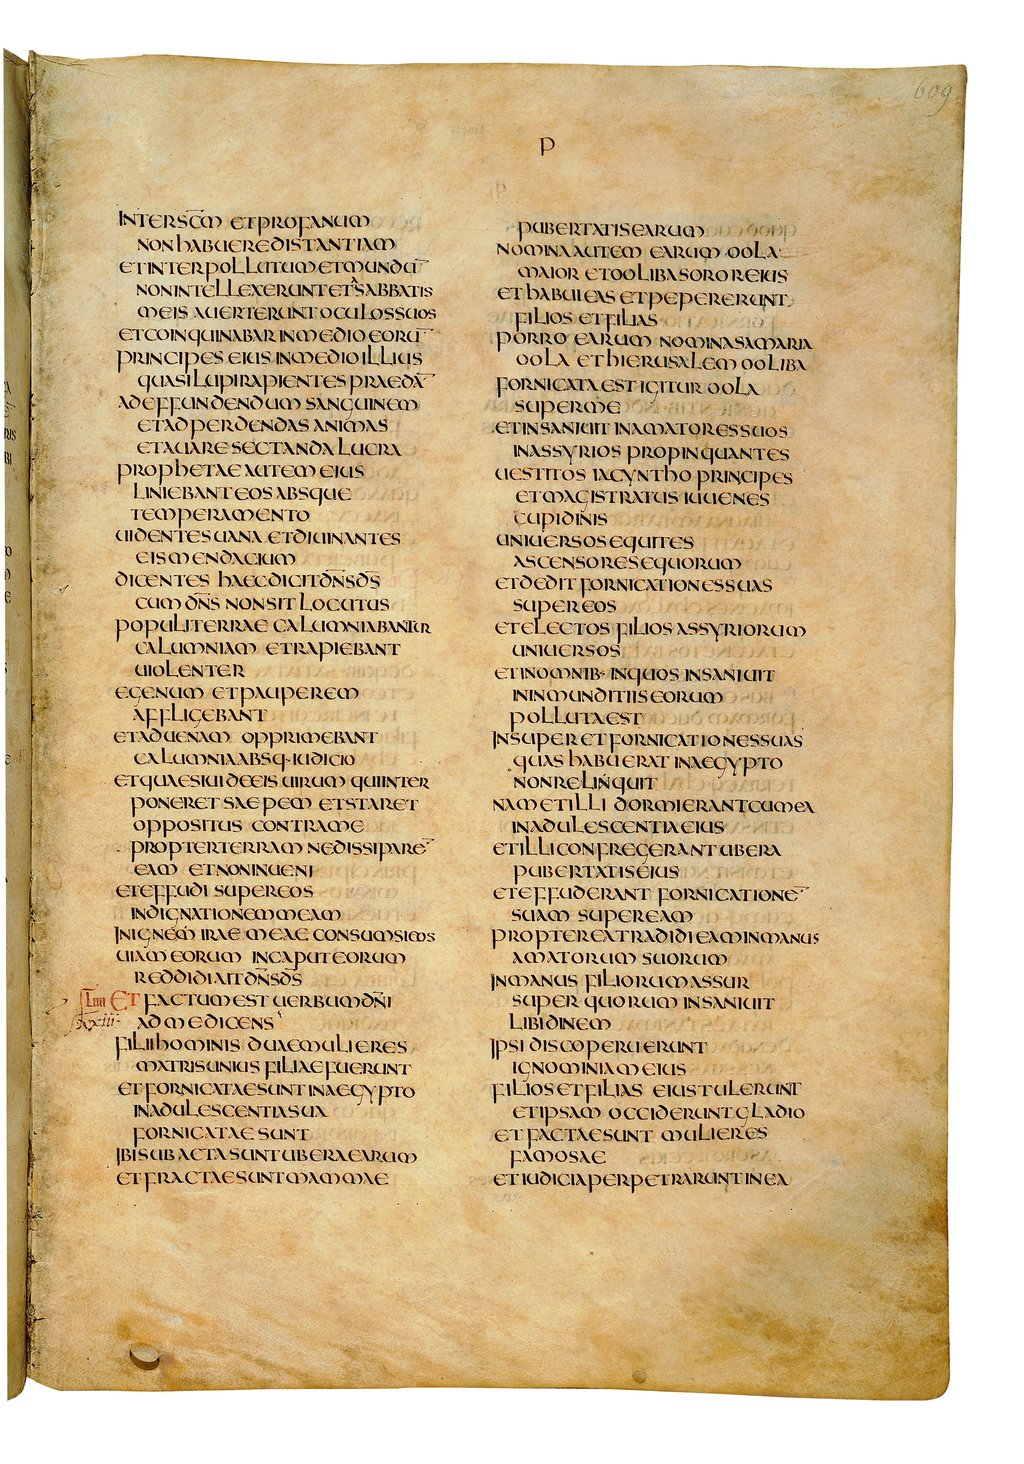 609
P
INTER SC̅M ET PROFANUM
NON HABUERE DISTANTIAM
ET INTER POLLUTUM ET MUNDU̅
NON INTELLEXERUNT ET A SABBATIS
MEIS AUERTERUNT OCULOS SUOS
ET COINQUINABAR IN MEDIO EORU̅
PRINCIPES EIUS IN MEDIO ILLIUS
QUASI LUPI RAPIENTES PRAEDA̅
AD EFFUNDENDUM SANGUINEM
ET AD PERDENDAS ANIMAS
ET AUARE SECTANDA LUCRA
PROPHETAE AUTEM EIUS
LINIEBANT EOS ABSQUE
TEMPERAMENTO
UIDENTES UANA ET DIUINANTES
EIS MENDACIUM
DICENTES HAEC DICIT DN̅S DS̅
CUM DN̅S NON SIT LOCUTUS
POPULI TERRAE CALUMNIABANTUR
CALUMNIAM ET RAPIEBANT
UIOLENTER
EGENUM ET PAUPEREM
AFFLIGEBANT
ET ADUENAM OPPRIMEBANT
CALUMNIA ABSQ· IUDICIO
ET QUAESIUI DE EIS UIRUM QUI INTER
PONERET SAEPEM ET STARET
OPPOSITUS CONTRA ME
PRO PTER TERRAM NE DISSIPARE̅
EAM ET NON INUENI
ET EFFUDI SUPER EOS
INDIGNATIONEM MEAM
IN IGNEM IRAE MEAE CONSUMSI EOS
UIAM EORUM IN CAPUT EORUM
REDDIDI AIT DN̅S DS̅
LIIII ET FACTUM EST UERBUM DN̅I
XXIII AD ME DICENS
FILII HOMINIS DUAE MULIERES
MATRIS UNIUS FILIAE FUERUNT
ET FORNICATAE SUNT IN AEGYPTO
IN ADULESCENTIA SUA
FORNICATAE SUNT
IBI SUBACTA SUNT UBERA EARUM
ET FRACTAE SUNT MAMMAE
PUBERTATIS EARUM
NOMINA AUTEM EARUM OOLA
MAIOR ET OOLIBA SOROR EIUS
ET HABUI EAS ET PEPERERUNT
FILIOS ET FILIAS
PORRO EARUM NOMINA SAMARIA
OOLA ET HIERUSALEM OOLIBA
FORNICATA EST IGITUR OOLA
SUPER ME
ET INSANIUIT IN AMATORES SUOS
IN ASSYRIOS PROPINQUANTES
UESTITOS IACYNTHO PRINCIPES
ET MAGISTRATUS IUUENES
CUPIDINIS
UNIUERSOS EQUITES
ASCENSORES EQUORUM
ET DEDIT FORNICATIONES SUAS
SUPER EOS
ET ELECTOS FILIOS ASSYRIORUM
UNIUERSOS
ET IN OMNIB· IN QUOS INSANIUIT
IN INMUNDITIIS EORUM
POLLUTA EST
INSUPER ET FORNICATIONES SUAS
QUAS HABUERAT IN AEGYPTO
NON RELINQUIT
NAM ET ILLI DORMIERANT CUM EA
IN ADULESCENTIA EIUS
ET ILLI CONFREGERANT UBERA
PUBERTATIS EIUS
ET EFFUDERANT FORNICATIONE̅
SUAM SUPER EAM
PROPTEREA TRADIDI EAM IN MANUS
AMATORUM SUORUM
IN MANUS FILIORUM ASSUR
SUPER QUORUM INSANIUIT
LIBIDINEM
IPSI DISCOPERUERUNT
IGNOMINIAM EIUS
FILIOS ET FILIAS EIUS TULERUNT
ET IPSAM OCCIDERUNT GLADIO
ET FACTAE SUNT MULIERES
FAMOSAE
ET IUDICIA PERPETRARUNT IN EA